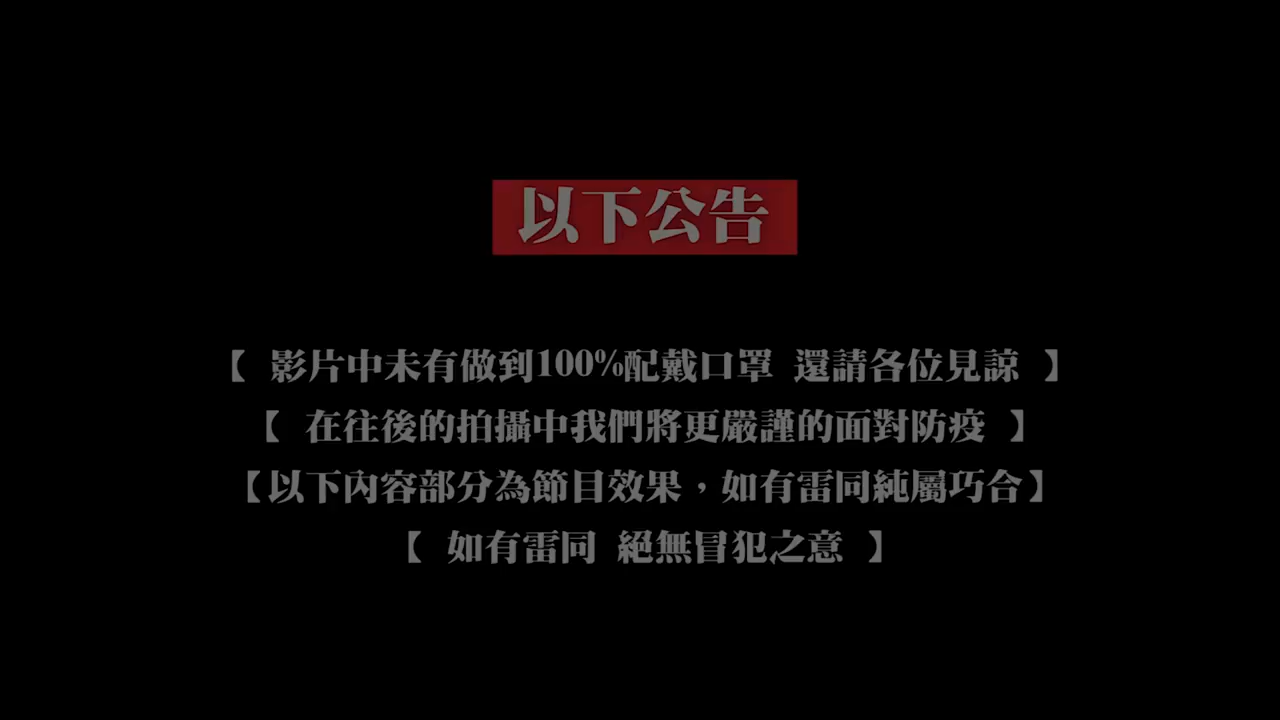 以下公告
【 影片中未有做到100%配戴口罩 還請各位見諒 】
【 在往後的拍攝中我們將更嚴謹的面對防疫 】
【以下內容部分為節目效果，如有雷同純屬巧合】
【 如有雷同 絕無冒犯之意 】